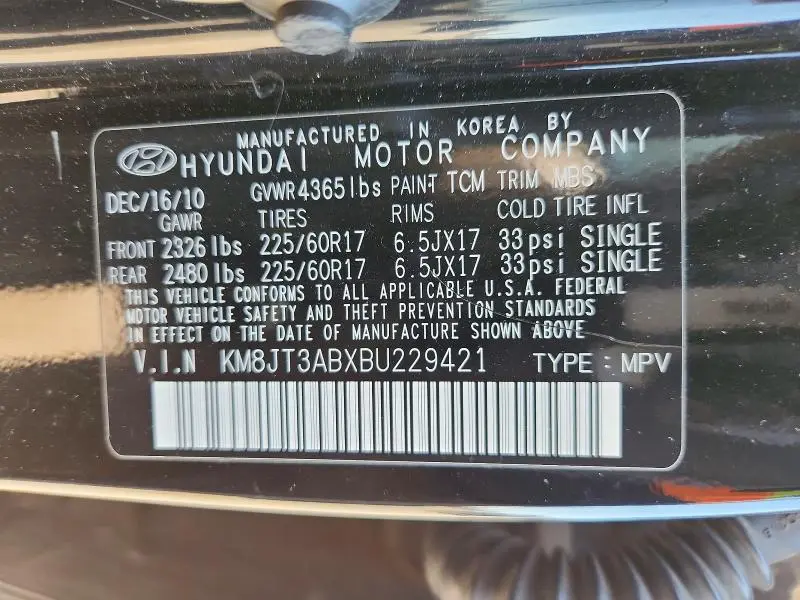 MANUFACTURED IN KOREA BY
HYUNDAI MOTOR COMPANY
DEC/16/10 GVWR 4365 lbs PAINT TCM TRIM MBS
GAWR TIRES RIMS COLD TIRE INFL
FRONT 2326 lbs 225/60R17 6.5JX17 33psi SINGLE
REAR 2480 lbs 225/60R17 6.5JX17 33psi SINGLE
THIS VEHICLE CONFORMS TO ALL APPLICABLE U.S.A. FEDERAL
MOTOR VEHICLE SAFETY AND THEFT PREVENTION STANDARDS
IN EFFECT ON THE DATE OF MANUFACTURE SHOWN ABOVE
V.I.N KM8JT3ABXBU229421 TYPE : MPV